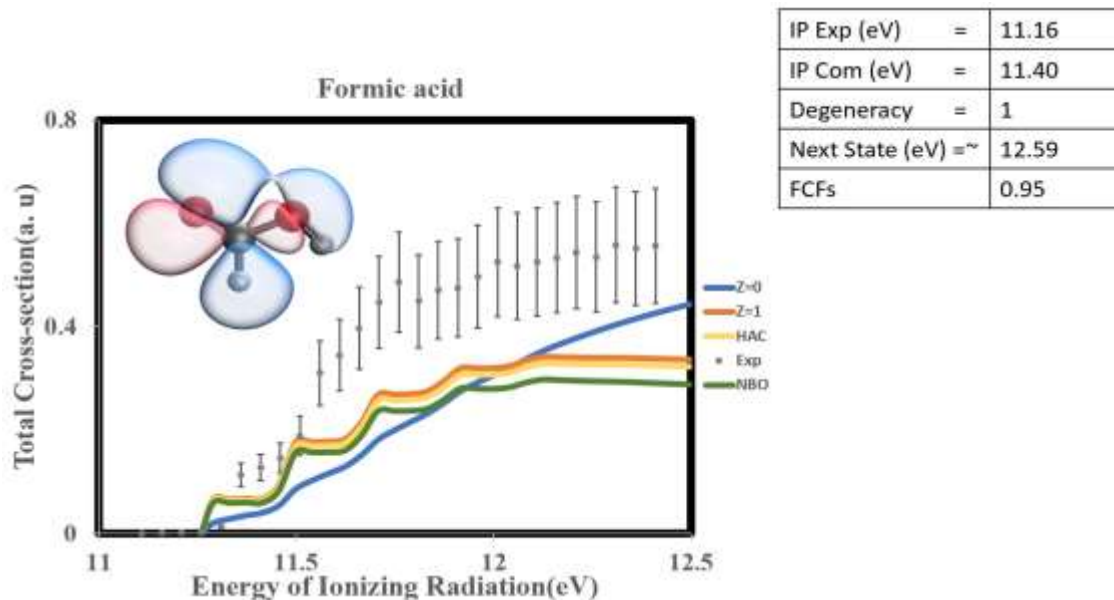 IP Exp (eV) = 11.16
IP Com (eV) = 11.40
Degeneracy = 1
Next State (eV) =~ 12.59
FCFs 0.95
Formic acid
0.8
0.4
0
Total Cross-section(a. u)
11 11.5 12 12.5
Energy of Ionizing Radiation(eV)
Z=0
Z=1
HAC
Exp
NBO